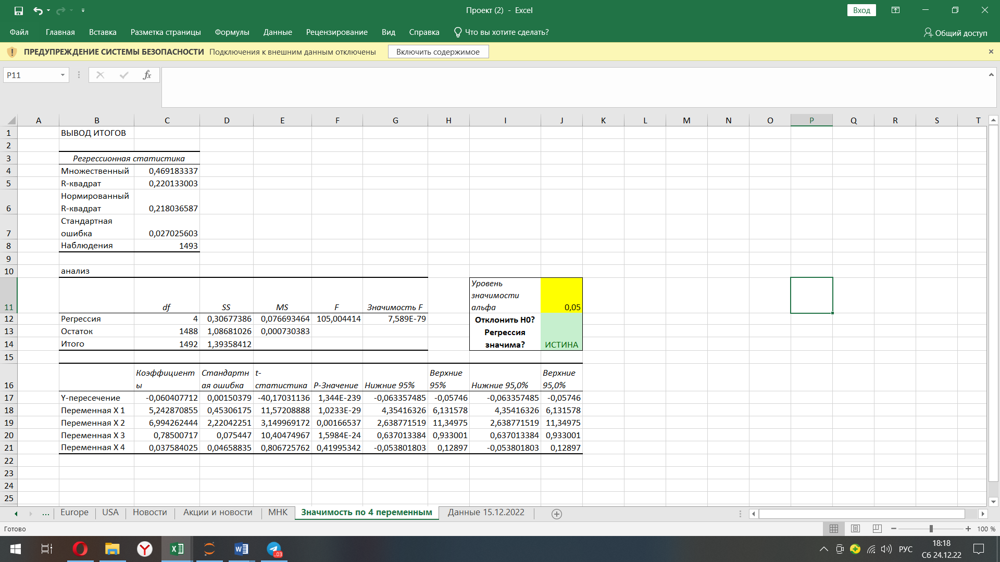 Проект (2) - Excel
Вход
Файл Главная Вставка Разметка страницы Формулы Данные Рецензирование Вид Справка Что вы хотите сделать? Общий доступ
ПРЕДУПРЕЖДЕНИЕ СИСТЕМЫ БЕЗОПАСНОСТИ Подключения к внешним данным отключены Включить содержимое
P11 fx
A B C D E F G H I J K L M N O P Q R S T
1 ВЫВОД ИТОГОВ
2
3 Регрессионная статистика
4 Множественный 0,469183337
5 R-квадрат 0,220133003
Нормированный
6 R-квадрат 0,218036587
Стандартная
7 ошибка 0,027025603
8 Наблюдения 1493
9
10 анализ
Уровень
значимости
11 df SS MS F Значимость F альфа 0,05
12 Регрессия 4 0,30677386 0,076693464 105,004414 7,589E-79 Отклонить H0?
13 Остаток 1488 1,08681026 0,000730383 Регрессия
14 Итого 1492 1,39358412 значима? ИСТИНА
15
Коэффициент Стандартн t- Верхние Верхние
16 ы ая ошибка статистика P-Значение Нижние 95% 95% Нижние 95,0% 95,0%
17 Y-пересечение -0,060407712 0,00150379 -40,17031136 1,344E-239 -0,063357485 -0,05746 -0,063357485 -0,05746
18 Переменная X 1 5,242870855 0,45306175 11,57208888 1,0233E-29 4,35416326 6,131578 4,35416326 6,131578
19 Переменная X 2 6,994262444 2,22042251 3,149969172 0,00166537 2,638771519 11,34975 2,638771519 11,34975
20 Переменная X 3 0,78500717 0,075447 10,40474967 1,5984E-24 0,637013384 0,933001 0,637013384 0,933001
21 Переменная X 4 0,037584025 0,04658835 0,806725762 0,41995342 -0,053801803 0,12897 -0,053801803 0,12897
22
23
24
25
... Europe USA Новости Акции и новости МНК Значимость по 4 переменным Данные 15.12.2022
Готово 100 %
..03 РУС 18:18
Сб 24.12.22